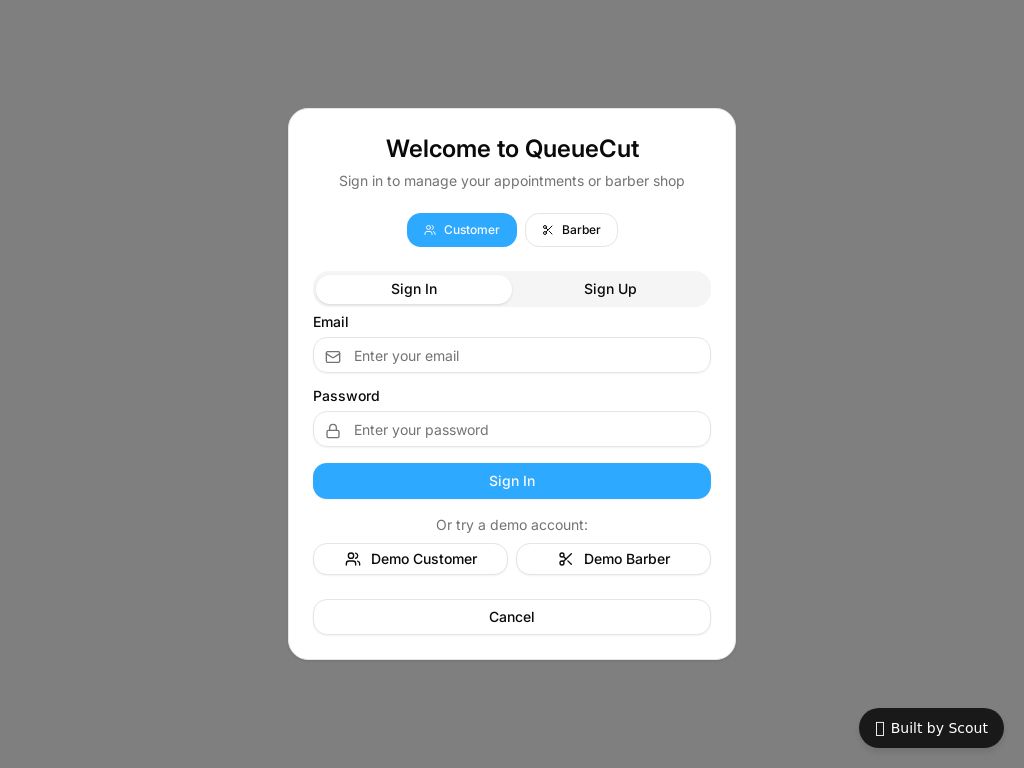 Welcome to QueueCut
Sign in to manage your appointments or barber shop
Customer Barber
Sign In Sign Up
Email
Enter your email
Password
Enter your password
Sign In
Or try a demo account:
Demo Customer Demo Barber
Cancel
Built by Scout